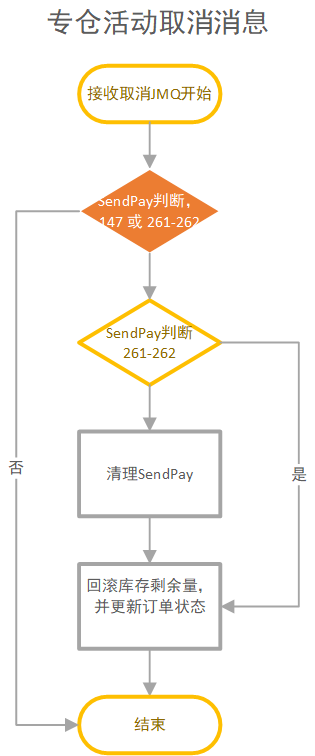 专仓活动取消消息
接收取消JMQ开始
SendPay判断，
147 或 261-262
SendPay判断
261-262
清理SendPay
否
是
回滚库存剩余量，
并更新订单状态
结束